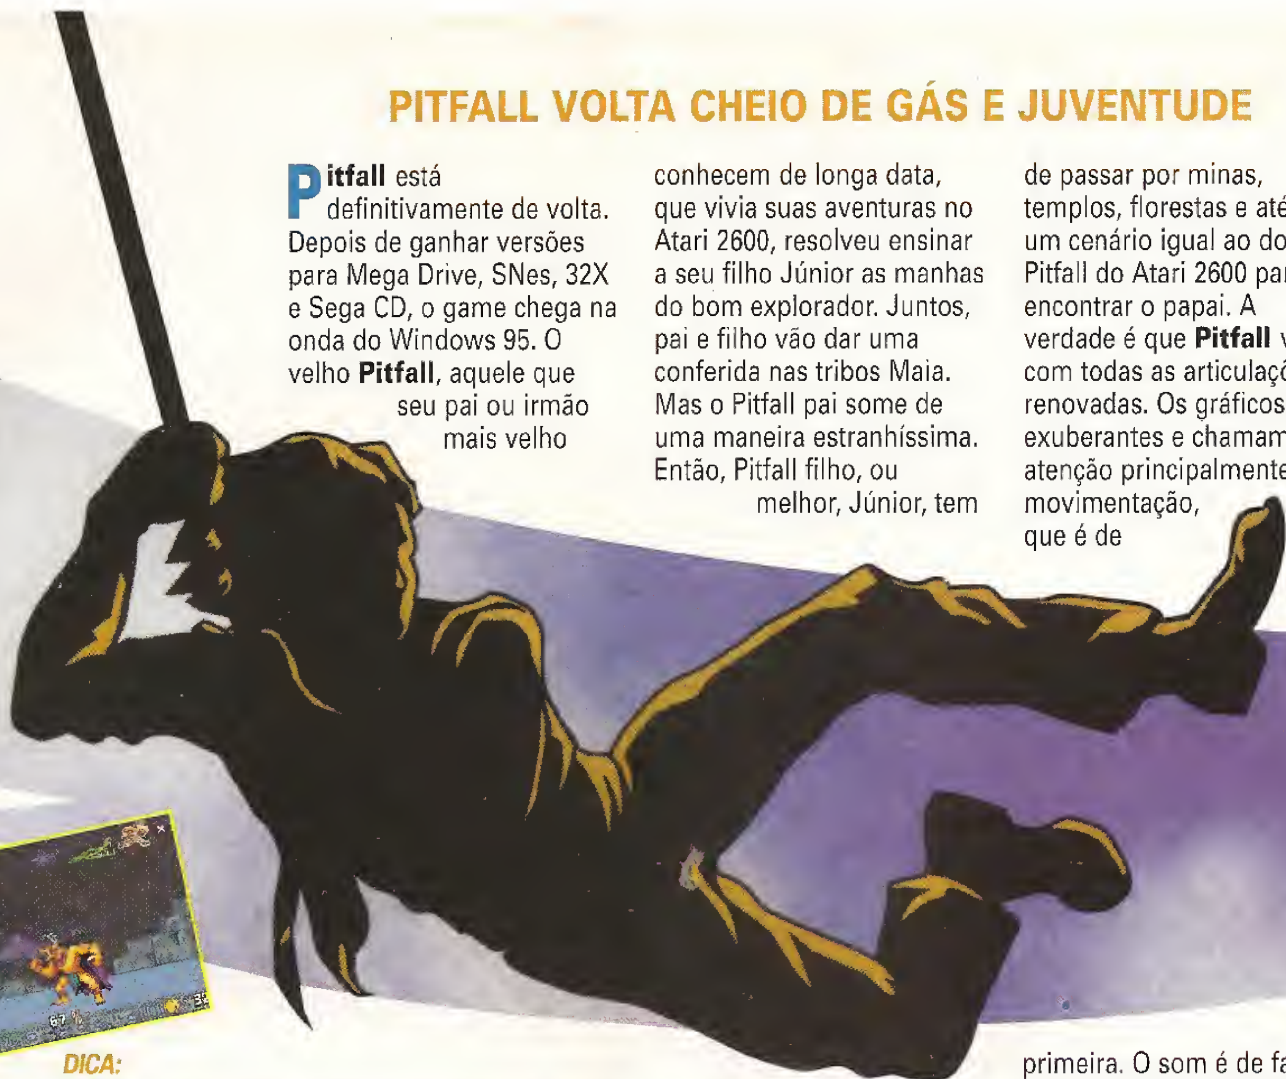 PITFALL VOLTA CHEIO DE GÁS E JUVENTUDE
Pitfall está
definitivamente de volta.
Depois de ganhar versões
para Mega Drive, SNes, 32X
e Sega CD, o game chega na
onda do Windows 95. O
velho Pitfall, aquele que
seu pai ou irmão
mais velho
conhecem de longa data,
que vivia suas aventuras no
Atari 2600, resolveu ensinar
a seu filho Júnior as manhas
do bom explorador. Juntos,
pai e filho vão dar uma
conferida nas tribos Maia.
Mas o Pitfall pai some de
uma maneira estranhíssima.
Então, Pitfall filho, ou
melhor, Júnior, tem
de passar por minas,
templos, florestas e até
um cenário igual ao do
Pitfall do Atari 2600
encontrar o papai. A
verdade é que Pitfall
com todas as
renovadas. Os gráficos
exuberantes e chamam
atenção principalmente
movimentação,
que é de
primeira. O som é de
67
DICA: